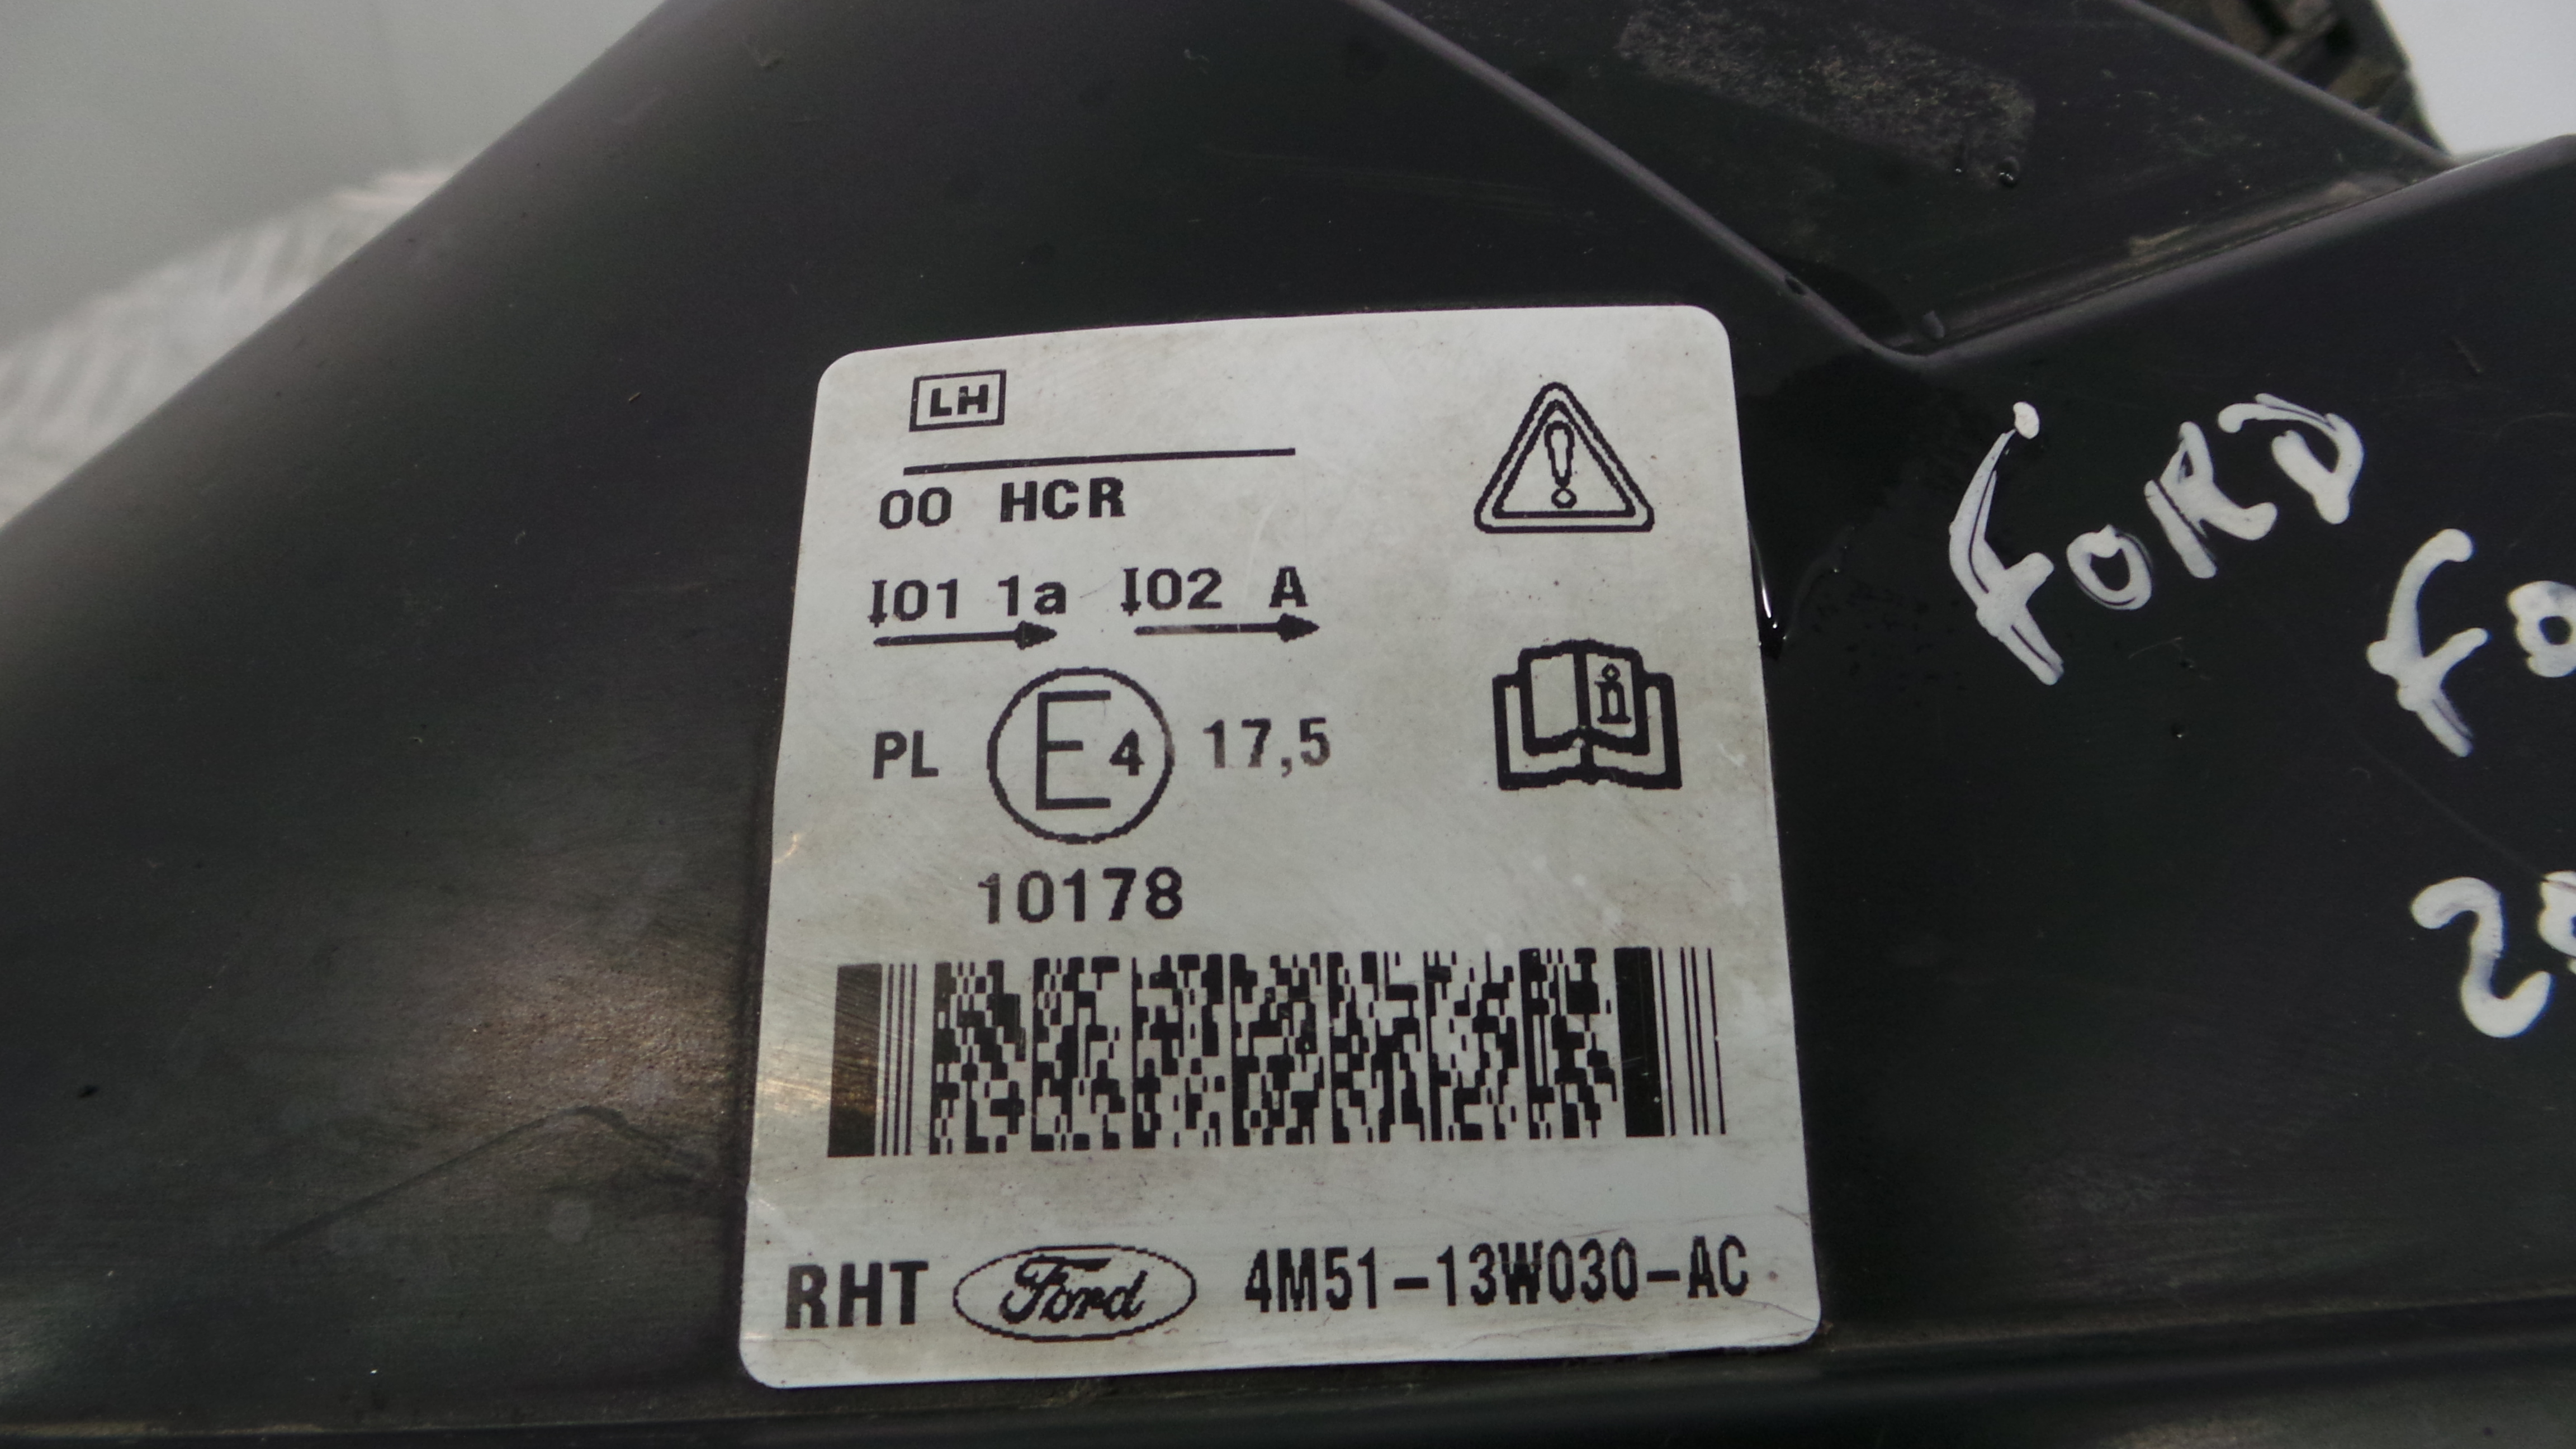 LH
00 HCR
I01 1a I02 A
PL E4 17,5
10178
RHT Ford 4M51-13W030-AC
FORD